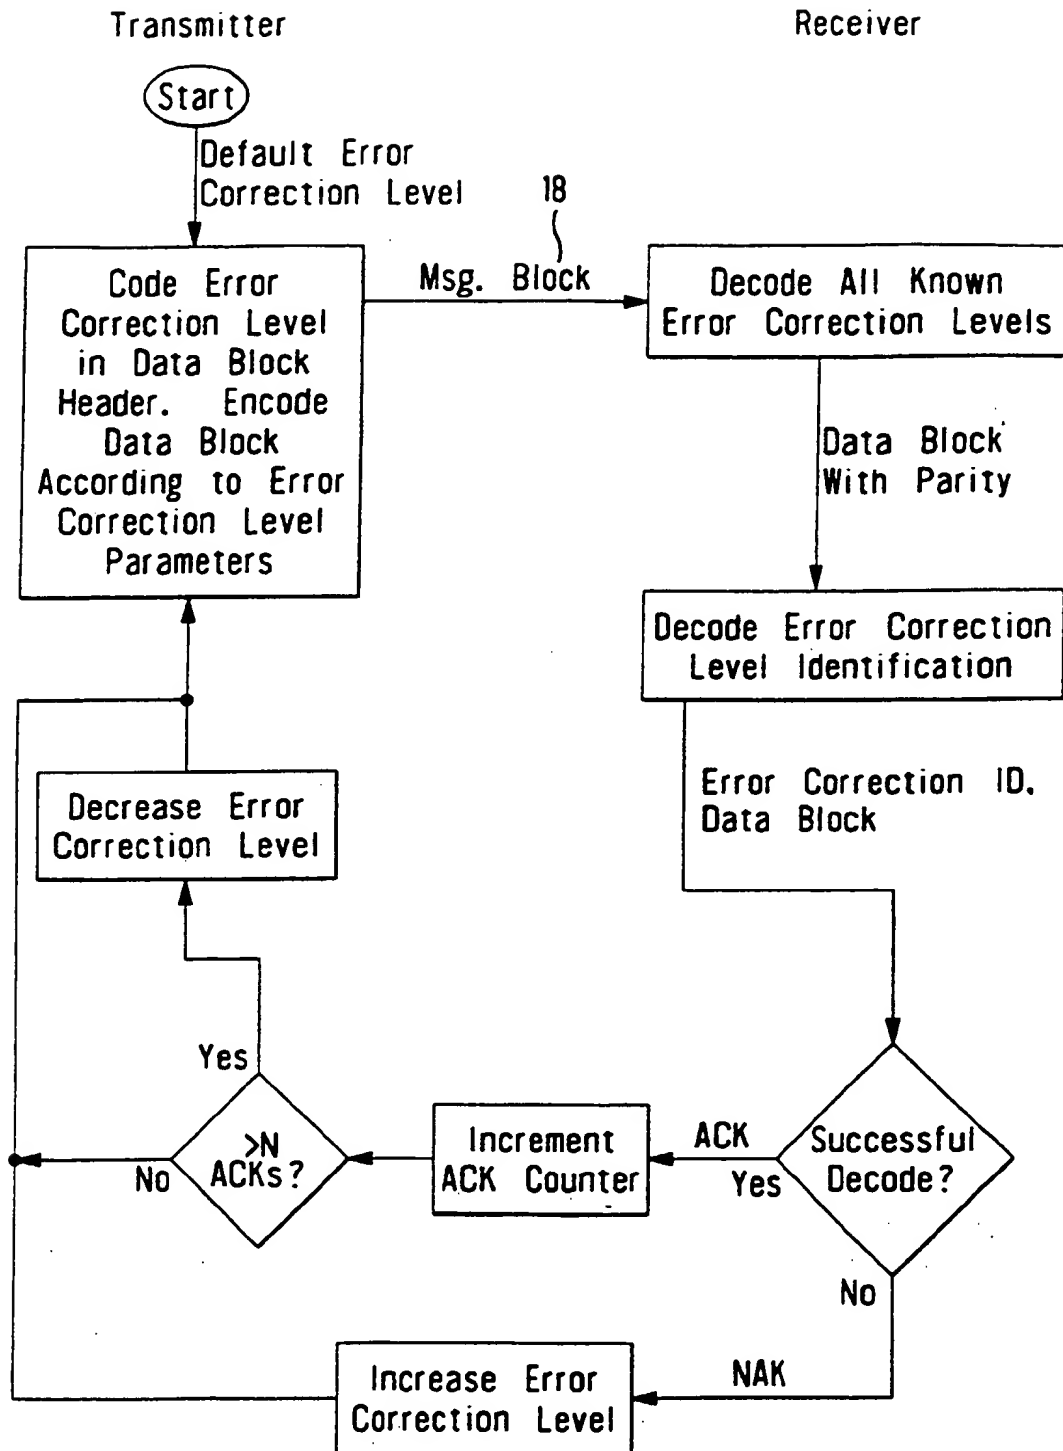 Transmitter
Receiver
Start
Default Error
Correction Level
18
Code Error
Correction Level
in Data Block
Header. Encode
Data Block
According to Error
Correction Level
Parameters
Msg. Block
Decode All Known
Error Correction Levels
Data Block
With Parity
Decode Error Correction
Level Identification
Error Correction ID.
Data Block
Decrease Error
Correction Level
Yes
>N
ACKs?
No
Increment
ACK Counter
ACK
Yes
Successful
Decode?
No
NAK
Increase Error
Correction Level